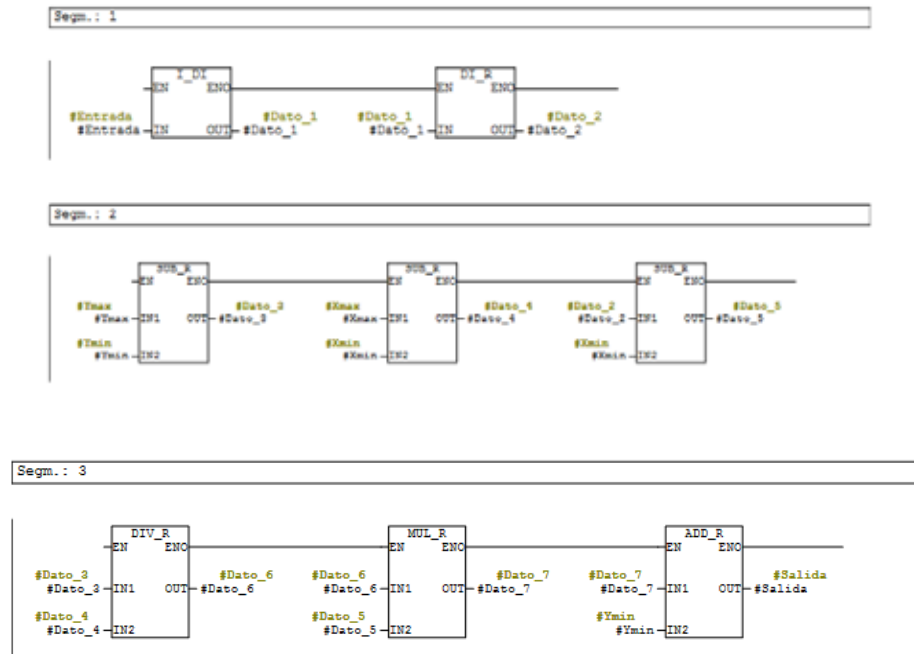 Segm.: 1
I_DI DI_R
EN ENO EN ENO
#Entrada #Dato_1 #Dato_1 #Dato_2
#Entrada IN OUT #Dato_1 #Dato_1 IN OUT #Dato_2
Segm.: 2
SUB_R SUB_R SUB_R
EN ENO EN ENO EN ENO
#Ymax #Dato_3 #Xmax #Dato_4 #Dato_2 #Dato_5
#Ymax IN1 OUT #Dato_3 #Xmax IN1 OUT #Dato_4 #Dato_2 IN1 OUT #Dato_5
#Ymin #Xmin #Xmin
#Ymin IN2 #Xmin IN2 #Xmin IN2
Segm.: 3
DIV_R MUL_R ADD_R
EN ENO EN ENO EN ENO
#Dato_3 #Dato_6 #Dato_6 #Dato_7 #Dato_7 #Salida
#Dato_3 IN1 OUT #Dato_6 #Dato_6 IN1 OUT #Dato_7 #Dato_7 IN1 OUT #Salida
#Dato_4 #Dato_5 #Ymin
#Dato_4 IN2 #Dato_5 IN2 #Ymin IN2